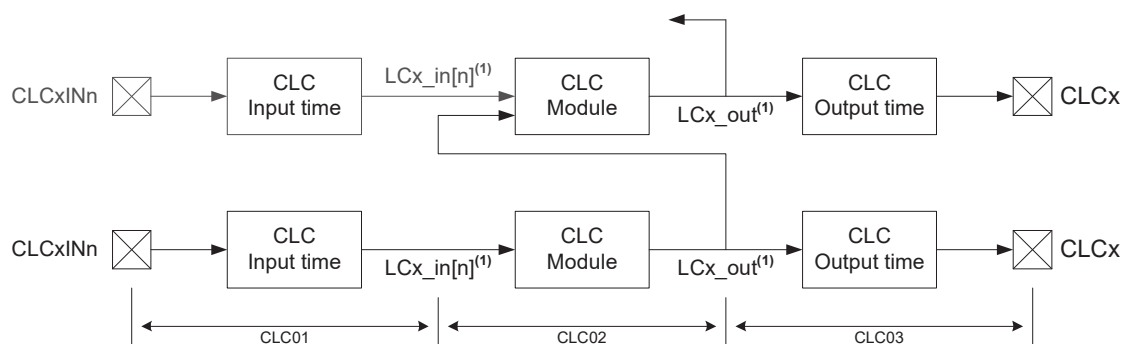 CLCxINn
CLC
Input time
LCx_in[n](1)
CLC
Module
LCx_out(1)
CLC
Output time
CLCx
CLCxINn
CLC
Input time
LCx_in[n](1)
CLC
Module
LCx_out(1)
CLC
Output time
CLCx
CLC01
CLC02
CLC03